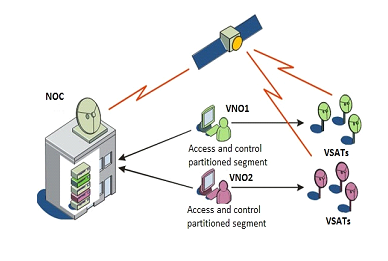 NOC
VNO1
Access and control
partitioned segment
VSATs
VNO2
Access and control
partitioned segment
VSATs